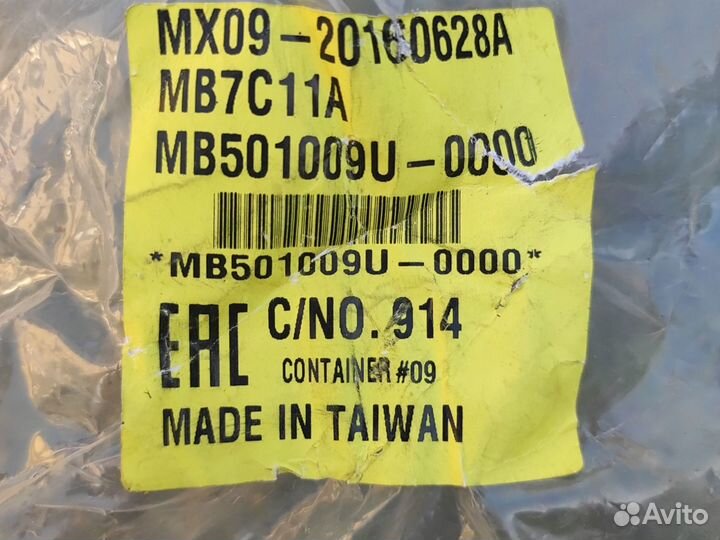 MX09-20160628A
MB7C11A
MB501009U-0000
*MB501009U-0000*
EAC C/NO. 914
CONTAINER #09
MADE IN TAIWAN
Avito